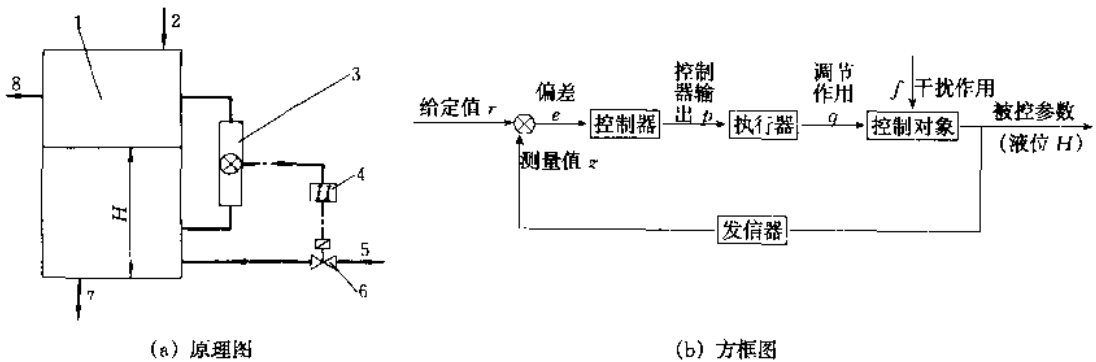 1
2
8
3
4
H
5
6
7
(a) 原理图
给定值 r
偏差
e
控制器
控制
器输
出 p
执行器
调节
作用
q
f 干扰作用
控制对象
被控参数
(液位 H)
测量值 z
发信器
(b) 方框图